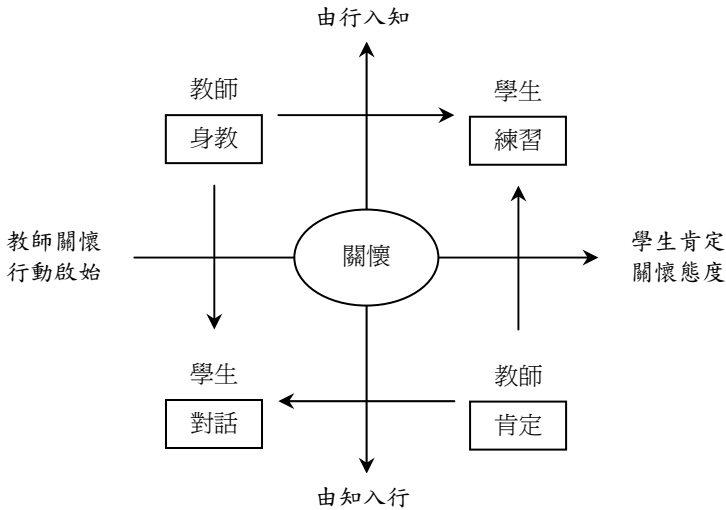 由行入知
教師
學生
身教
練習
教師關懷
行動啟始
關懷
學生肯定
關懷態度
學生
教師
對話
肯定
由知入行